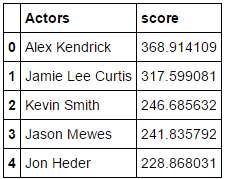 Actors score
0 Alex Kendrick 368.914109
1 Jamie Lee Curtis 317.599081
2 Kevin Smith 246.685632
3 Jason Mewes 241.835792
4 Jon Heder 228.868031